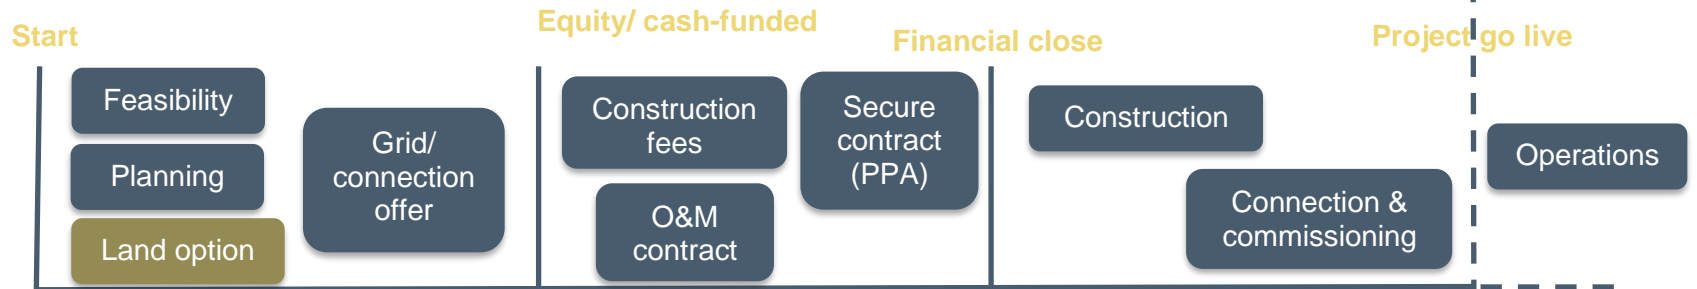 Start
Equity/ cash-funded
Financial close
Project go live
Feasibility
Planning
Land option
Grid/
connection
offer
Construction
fees
O&M
contract
Secure
contract
(PPA)
Construction
Connection &
commissioning
Operations